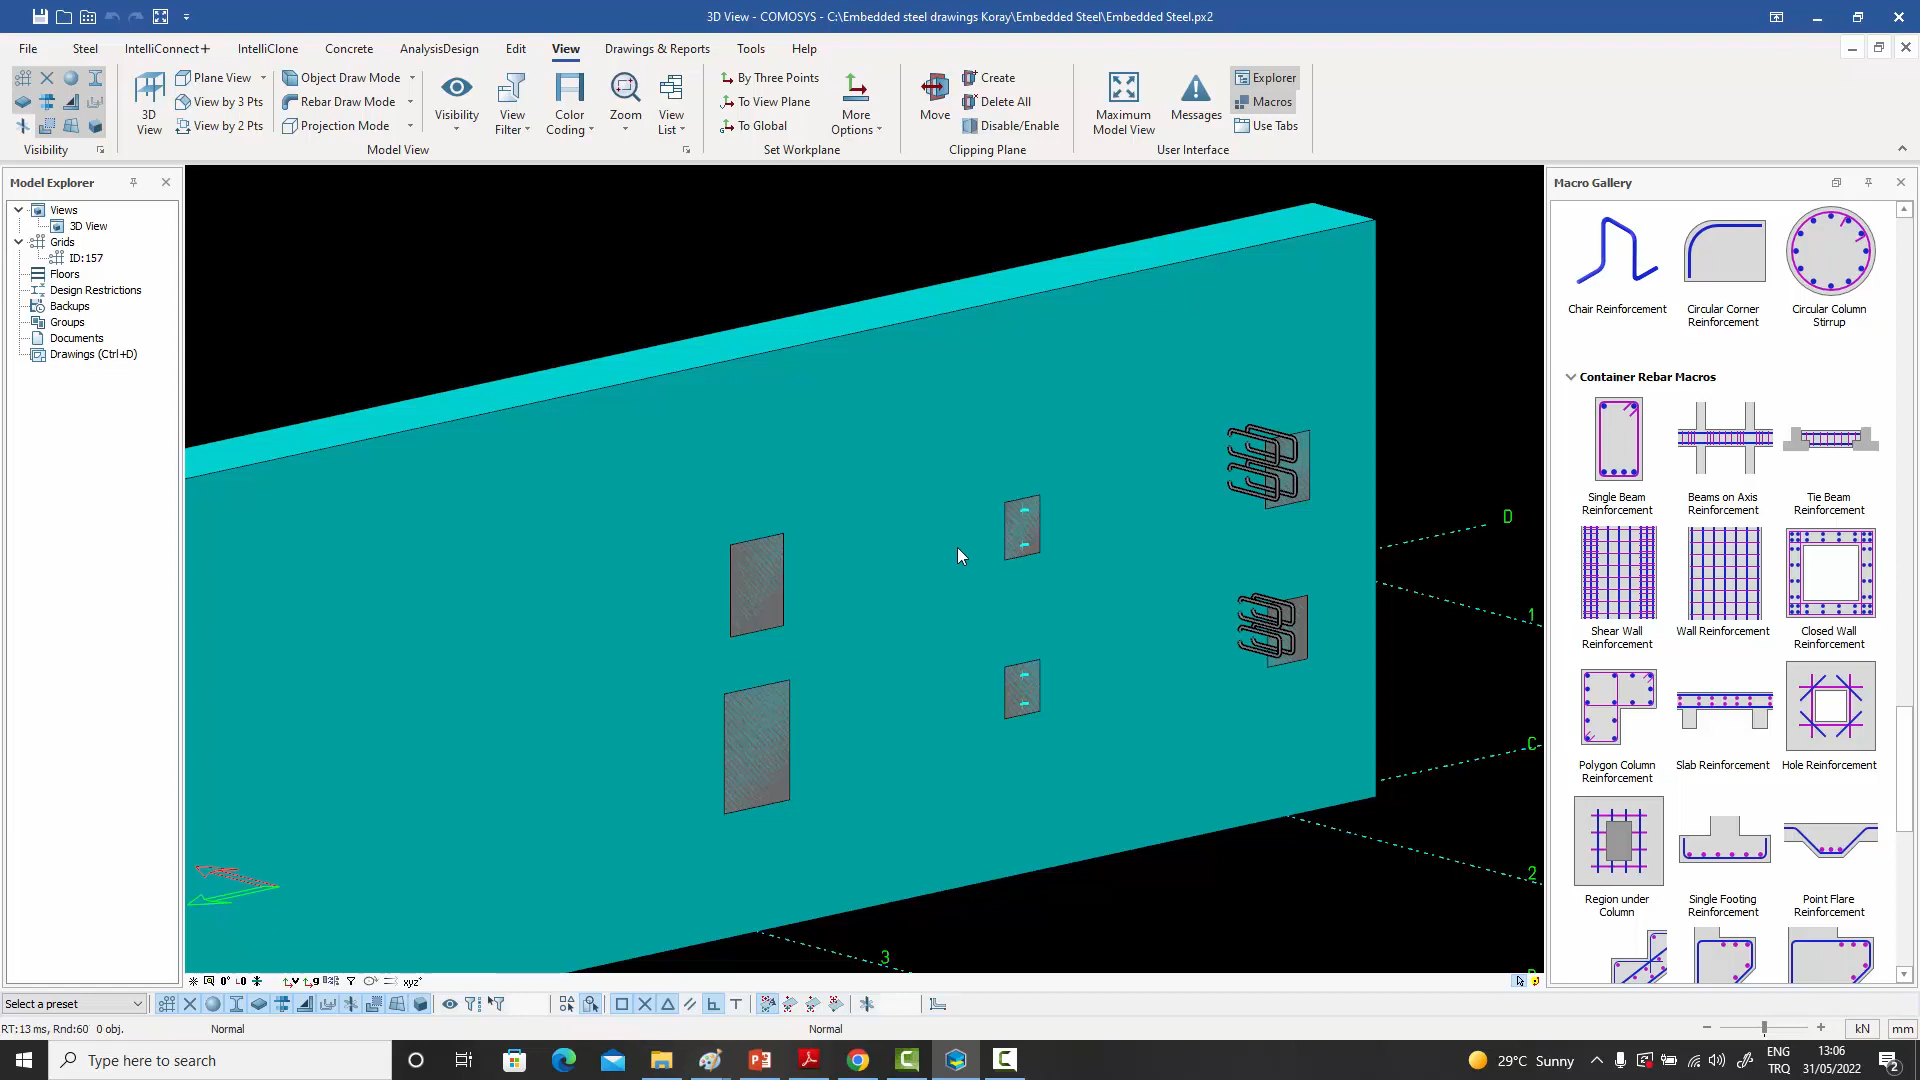 3D View - COMOSYS - C:\Embedded steel drawings Koray\Embedded Steel\Embedded Steel.px2
File Steel IntelliConnect+ IntelliClone Concrete AnalysisDesign Edit View Drawings & Reports Tools Help
Plane View Object Draw Mode By Three Points Create Explorer
View by 3 Pts Rebar Draw Mode To View Plane Delete All Macros
View by 2 Pts Projection Mode To Global Disable/Enable Use Tabs
3D View
Visibility
View Filter
Color Coding
Zoom
View List
More Options
Move
Maximum Model View
Messages
Visibility Model View Set Workplane Clipping Plane User Interface
Model Explorer
Views
3D View
Grids
ID:157
Floors
Design Restrictions
Backups
Groups
Documents
Drawings (Ctrl+D)
D
1
C
2
3
Macro Gallery
Chair Reinforcement
Circular Corner Reinforcement
Circular Column Stirrup
Container Rebar Macros
Single Beam Reinforcement
Beams on Axis Reinforcement
Tie Beam Reinforcement
Shear Wall Reinforcement
Wall Reinforcement
Closed Wall Reinforcement
Polygon Column Reinforcement
Slab Reinforcement
Hole Reinforcement
Region under Column
Single Footing Reinforcement
Point Flare Reinforcement
xyz
Select a preset
RT:13 ms, Rnd:60 0 obj. Normal Normal kN mm
Type here to search
29°C Sunny
ENG
TRQ
13:06
31/05/2022
2